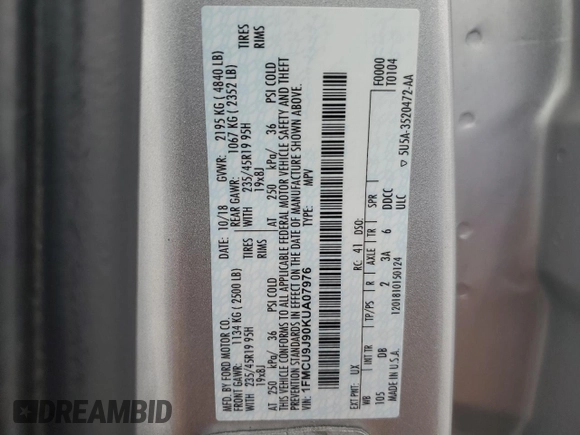 MFD. BY FORD MOTOR CO.
DATE: 10/18 GVWR: 2195 KG ( 4840 LB)
FRONT GAWR: 1134 KG ( 2500 LB) REAR GAWR: 1067 KG ( 2352 LB)
WITH 235/45R19 95H TIRES WITH 235/45R19 95H TIRES
19x8J RIMS 19x8J RIMS
AT 250 kPa/ 36 PSI COLD AT 250 kPa/ 36 PSI COLD
THIS VEHICLE CONFORMS TO ALL APPLICABLE FEDERAL MOTOR VEHICLE SAFETY AND THEFT
PREVENTION STANDARDS IN EFFECT ON THE DATE OF MANUFACTURE SHOWN ABOVE.
VIN: 1FMCU9J90KUA07976 TYPE: MPV
F0000
T0104
EXT PNT: UX RC: 41 DSO:
WB INT TR TP/PS R AXLE TR SPR
105 DB 2 3A 6 DDCC
MADE IN U.S.A. 120181015O124 ULC
5U5A-3520472-AA
DREAMBID